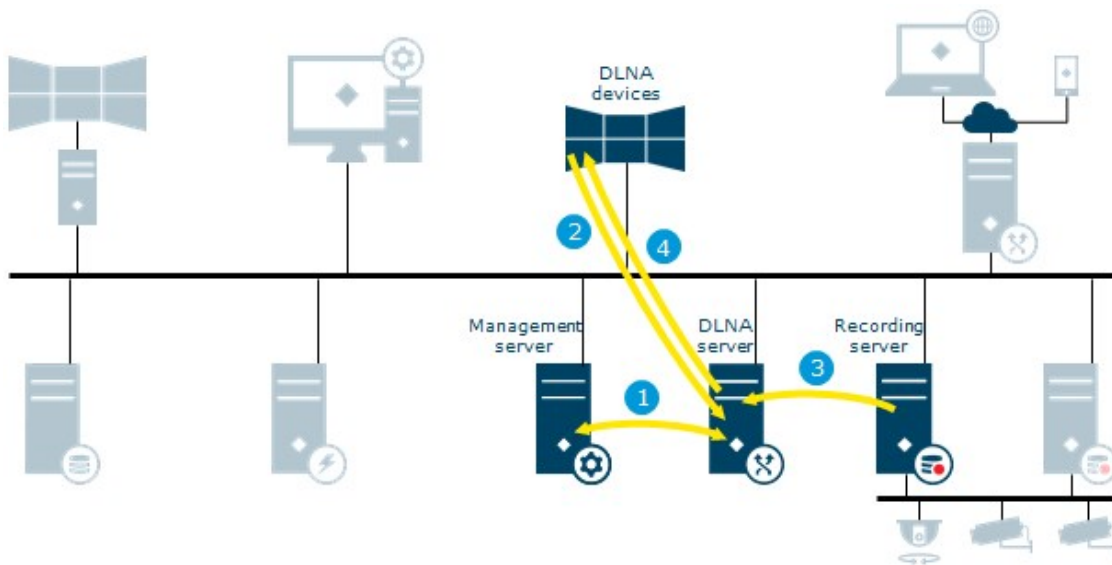 DLNA
devices
2
4
Management
server
DLNA
server
Recording
server
1
3